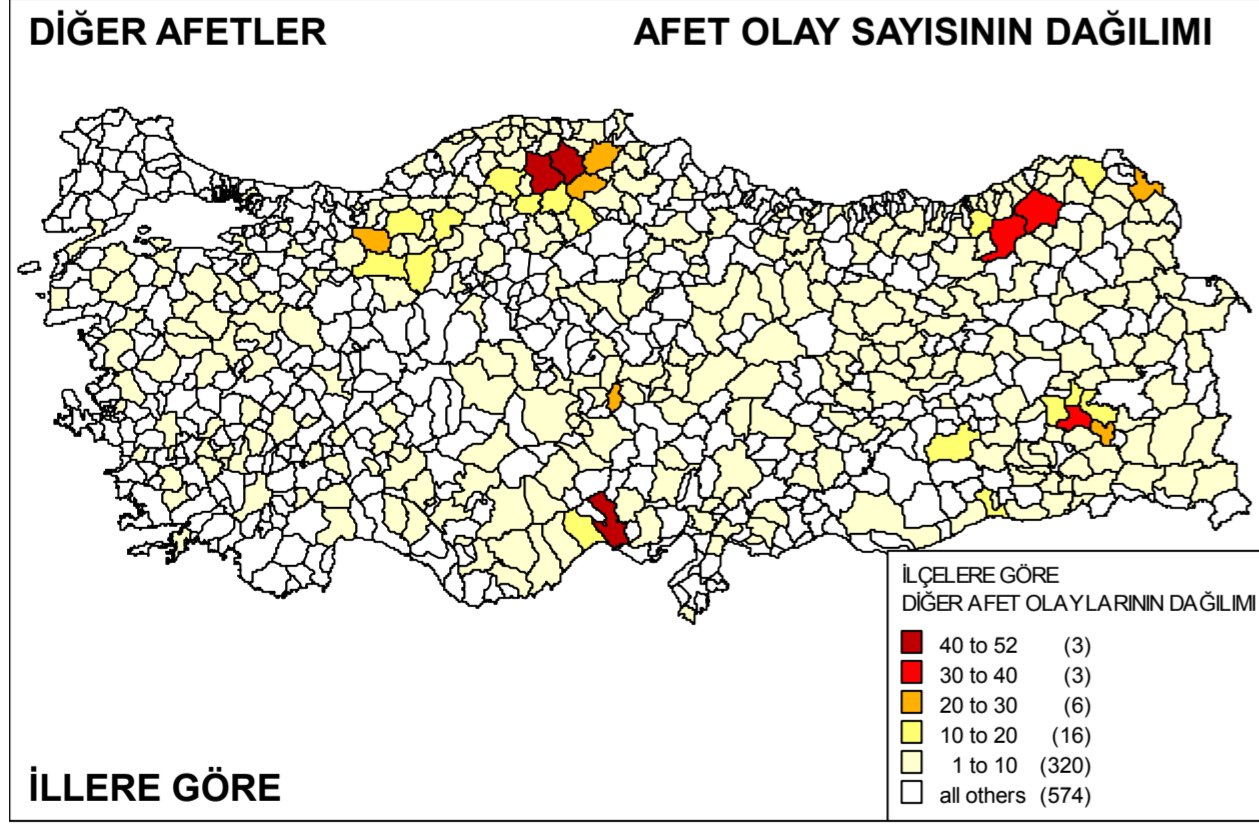 DİĞER AFETLER
AFET OLAY SAYISININ DAĞILIMI
İLÇELERE GÖRE
DİĞER AFET OLAYLARININ DAĞILIMI
40 to 52 (3)
30 to 40 (3)
20 to 30 (6)
10 to 20 (16)
1 to 10 (320)
all others (574)
İLLERE GÖRE